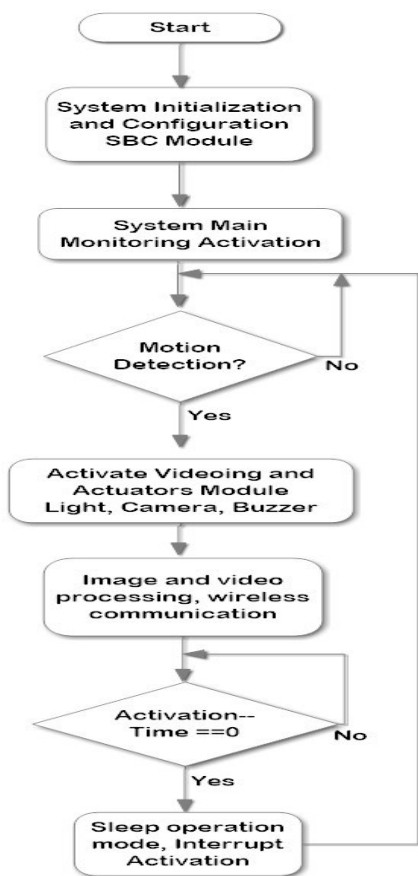 Start
System Initialization
and Configuration
SBC Module
System Main
Monitoring Activation
Motion
Detection?
No
Yes
Activate Videoing and
Actuators Module
Light, Camera, Buzzer
Image and video
processing, wireless
communication
Activation--
Time ==0
No
Yes
Sleep operation
mode, Interrupt
Activation